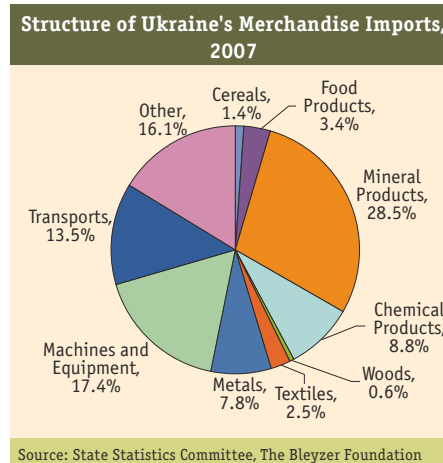 Structure of Ukraine's Merchandise Imports,
2007
Cereals,
1.4%
Food
Products,
3.4%
Mineral
Products,
28.5%
Chemical
Products,
8.8%
Woods,
0.6%
Textiles,
2.5%
Metals,
7.8%
Machines and
Equipment,
17.4%
Transports,
13.5%
Other,
16.1%
Source: State Statistics Committee, The Bleyzer Foundation